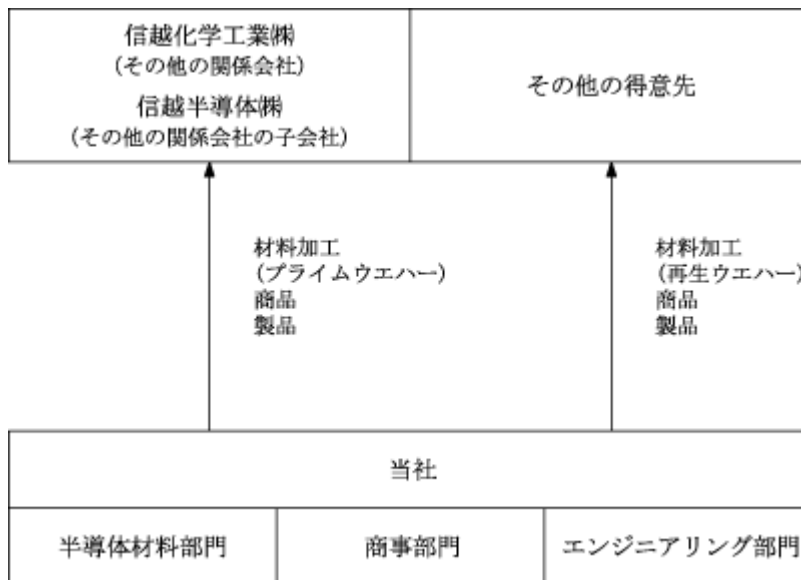 信越化学工業㈱
(その他の関係会社)
信越半導体㈱
(その他の関係会社の子会社)
その他の得意先
材料加工
(プライムウエハー)
商品
製品
材料加工
(再生ウエハー)
商品
製品
当社
半導体材料部門
商事部門
エンジニアリング部門